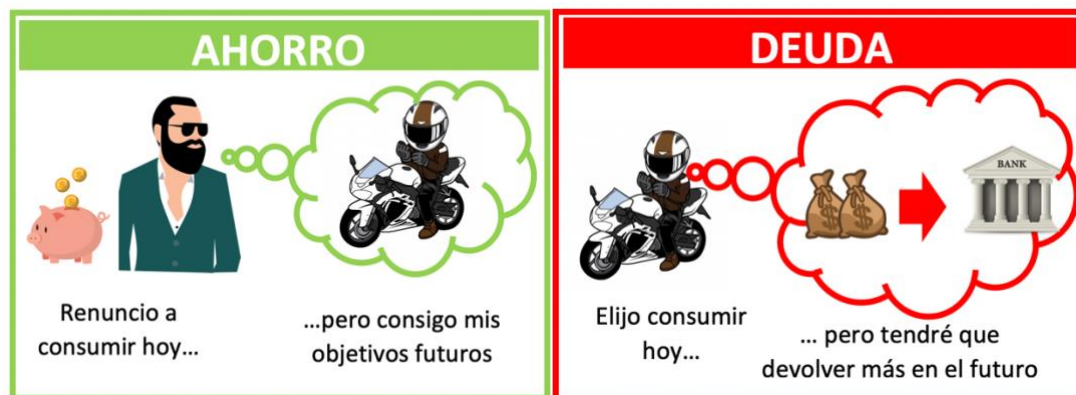 AHORRO
Renuncio a
consumir hoy...
...pero consigo mis
objetivos futuros
DEUDA
BANK
Elijo consumir
hoy...
... pero tendré que
devolver más en el futuro